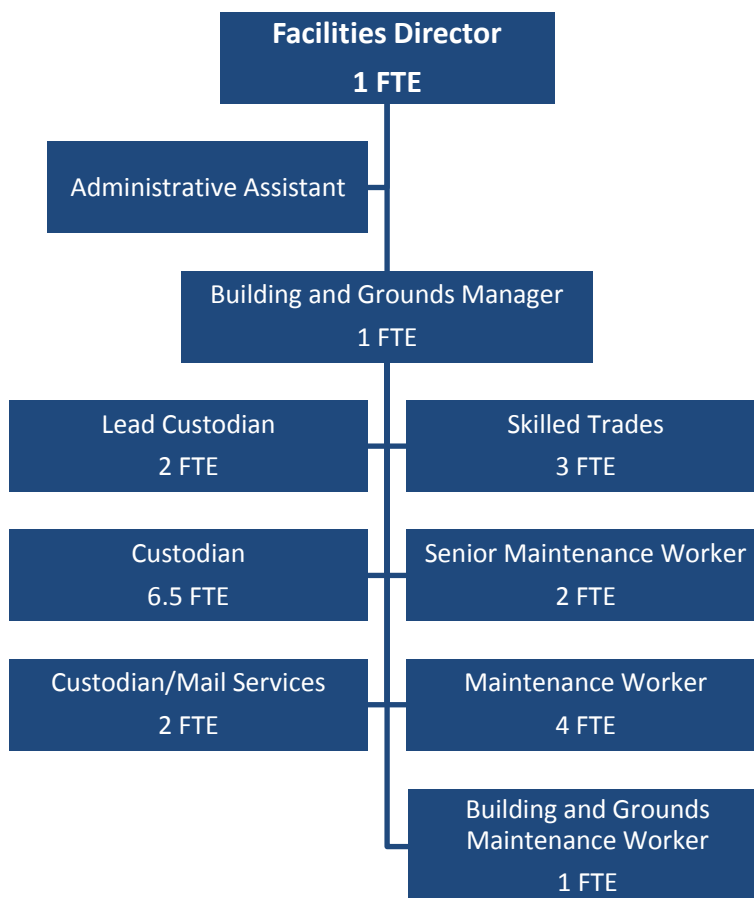 Facilities Director
1 FTE
Administrative Assistant
Building and Grounds Manager
1 FTE
Lead Custodian
2 FTE
Skilled Trades
3 FTE
Custodian
6.5 FTE
Senior Maintenance Worker
2 FTE
Custodian/Mail Services
2 FTE
Maintenance Worker
4 FTE
Building and Grounds
Maintenance Worker
1 FTE